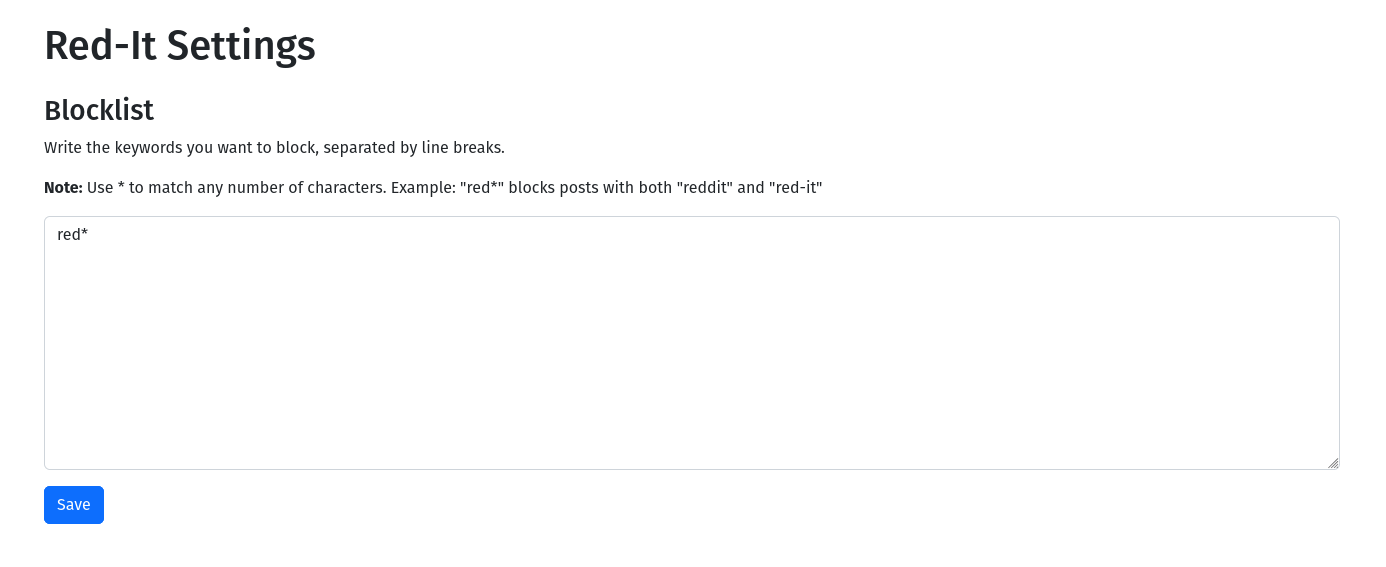 Red-It Settings
Blocklist
Write the keywords you want to block, separated by line breaks.
Note: Use * to match any number of characters. Example: "red*" blocks posts with both "reddit" and "red-it"
red*
Save